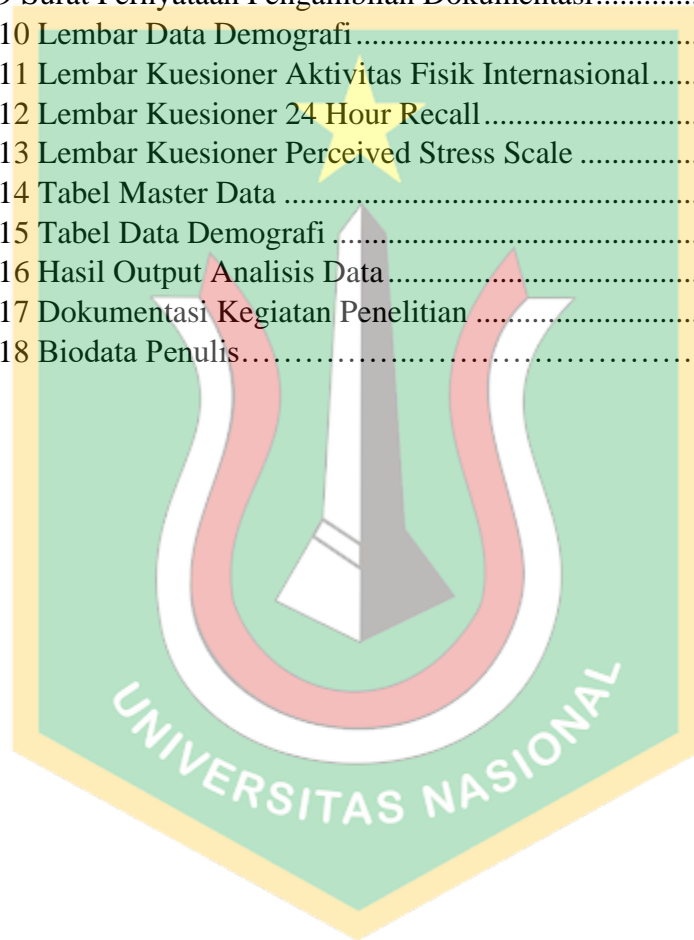 9 Surat Pernyataan Pengambilan Dokumentasi..............
10 Lembar Data Demografi.....................................
11 Lembar Kuesioner Aktivitas Fisik Internasional......
12 Lembar Kuesioner 24 Hour Recall.......................
13 Lembar Kuesioner Perceived Stress Scale ..............
14 Tabel Master Data ...........................................
15 Tabel Data Demografi .......................................
16 Hasil Output Analisis Data.................................
17 Dokumentasi Kegiatan Penelitian ........................
18 Biodata Penulis……………..……………………
UNIVERSITAS NASIONAL